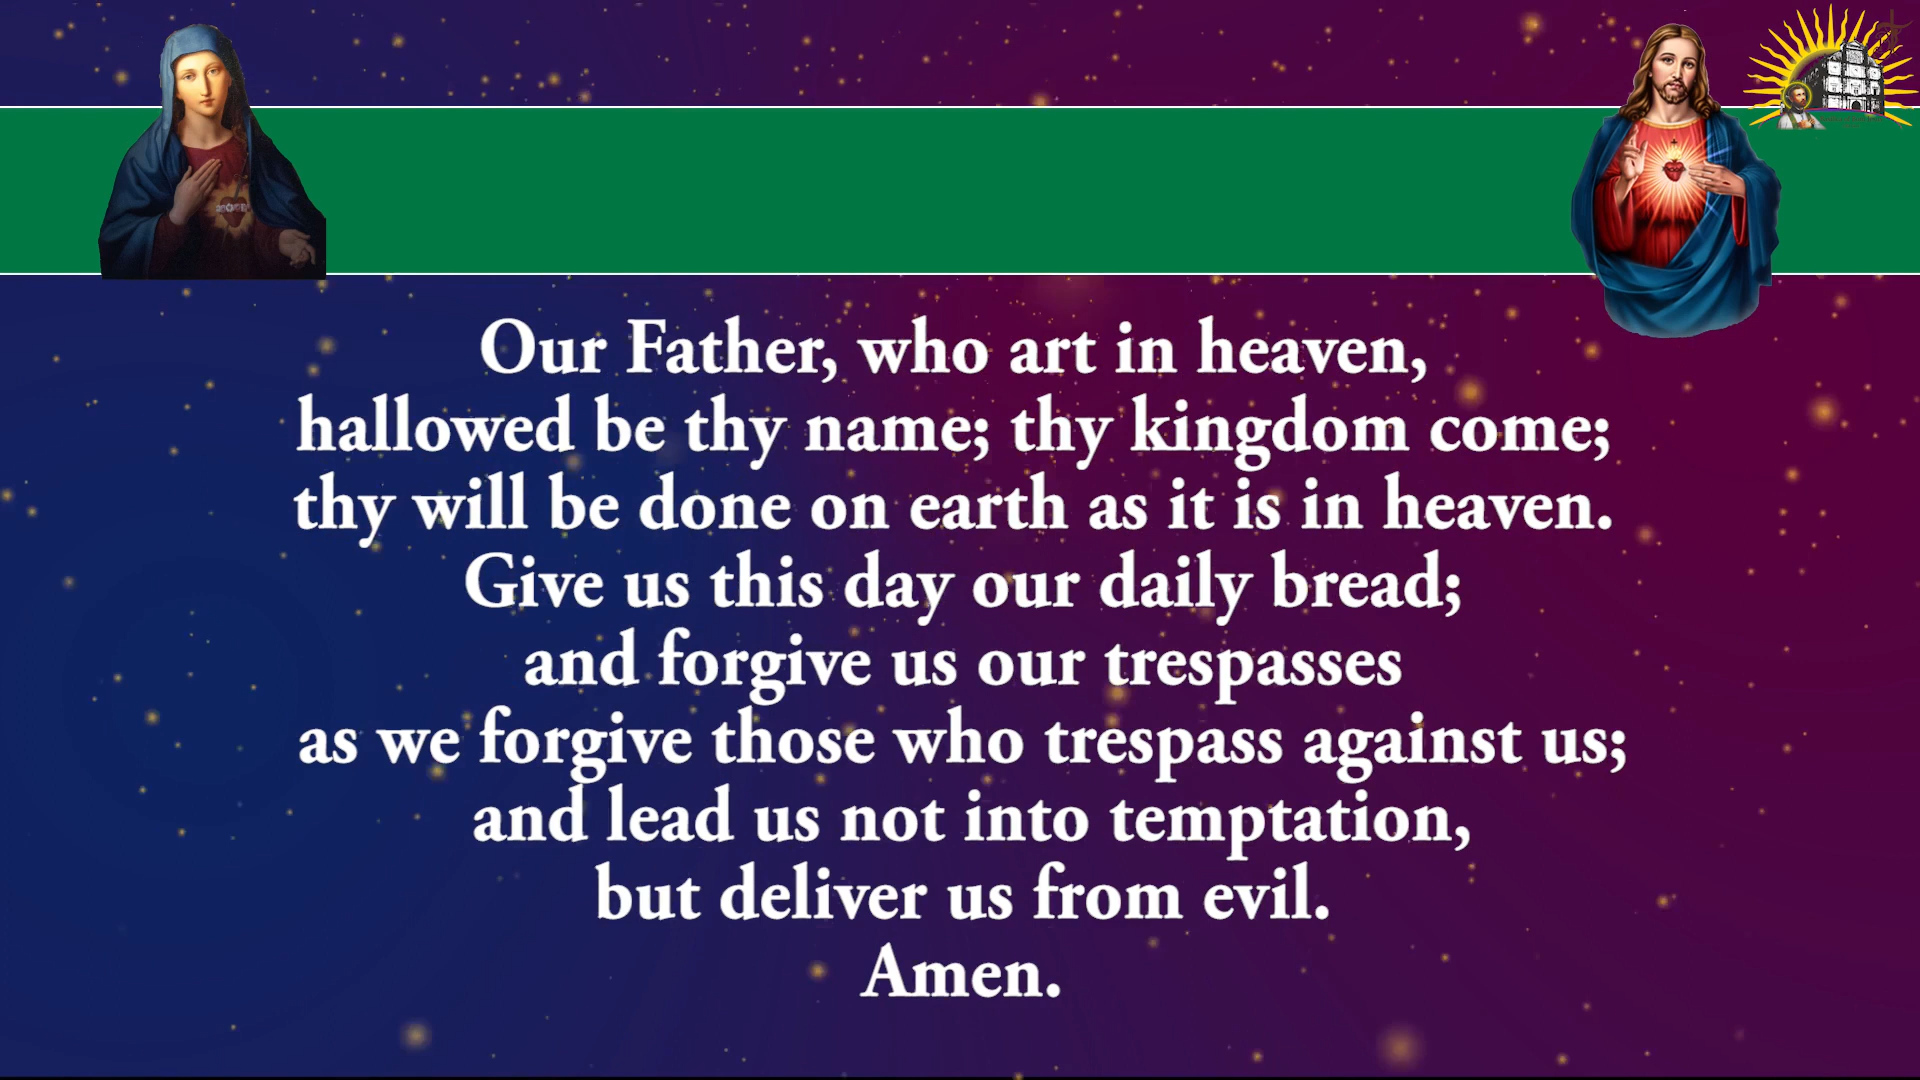 Our Father, who art in heaven,
hallowed be thy name; thy kingdom come;
thy will be done on earth as it is in heaven.
Give us this day our daily bread;
and forgive us our trespasses
as we forgive those who trespass against us;
and lead us not into temptation,
but deliver us from evil.
Amen.